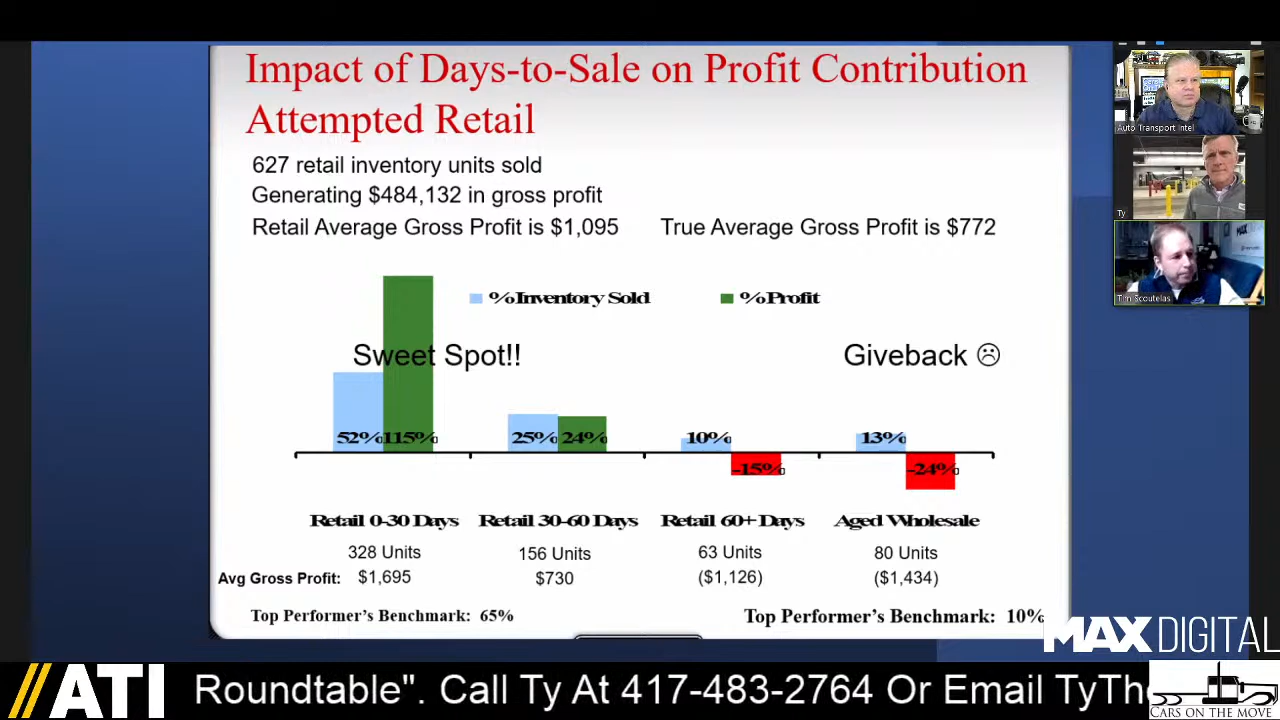 Impact of Days-to-Sale on Profit Contribution
Attempted Retail
627 retail inventory units sold
Generating $484,132 in gross profit
Retail Average Gross Profit is $1,095
True Average Gross Profit is $772
% Inventory Sold
% Profit
Sweet Spot!!
Giveback ☹
52% 115%
25% 24%
10%
-15%
13%
-24%
Retail 0-30 Days
Retail 30-60 Days
Retail 60+ Days
Aged Wholesale
328 Units
156 Units
63 Units
80 Units
Avg Gross Profit:
$1,695
$730
($1,126)
($1,434)
Top Performer's Benchmark: 65%
Top Performer's Benchmark: 10%
Auto Transport Intel
Ty
Tim Scoutelas
MAX DIGITAL
//ATI
Roundtable". Call Ty At 417-483-2764 Or Email TyThe
CARS ON THE MOVE